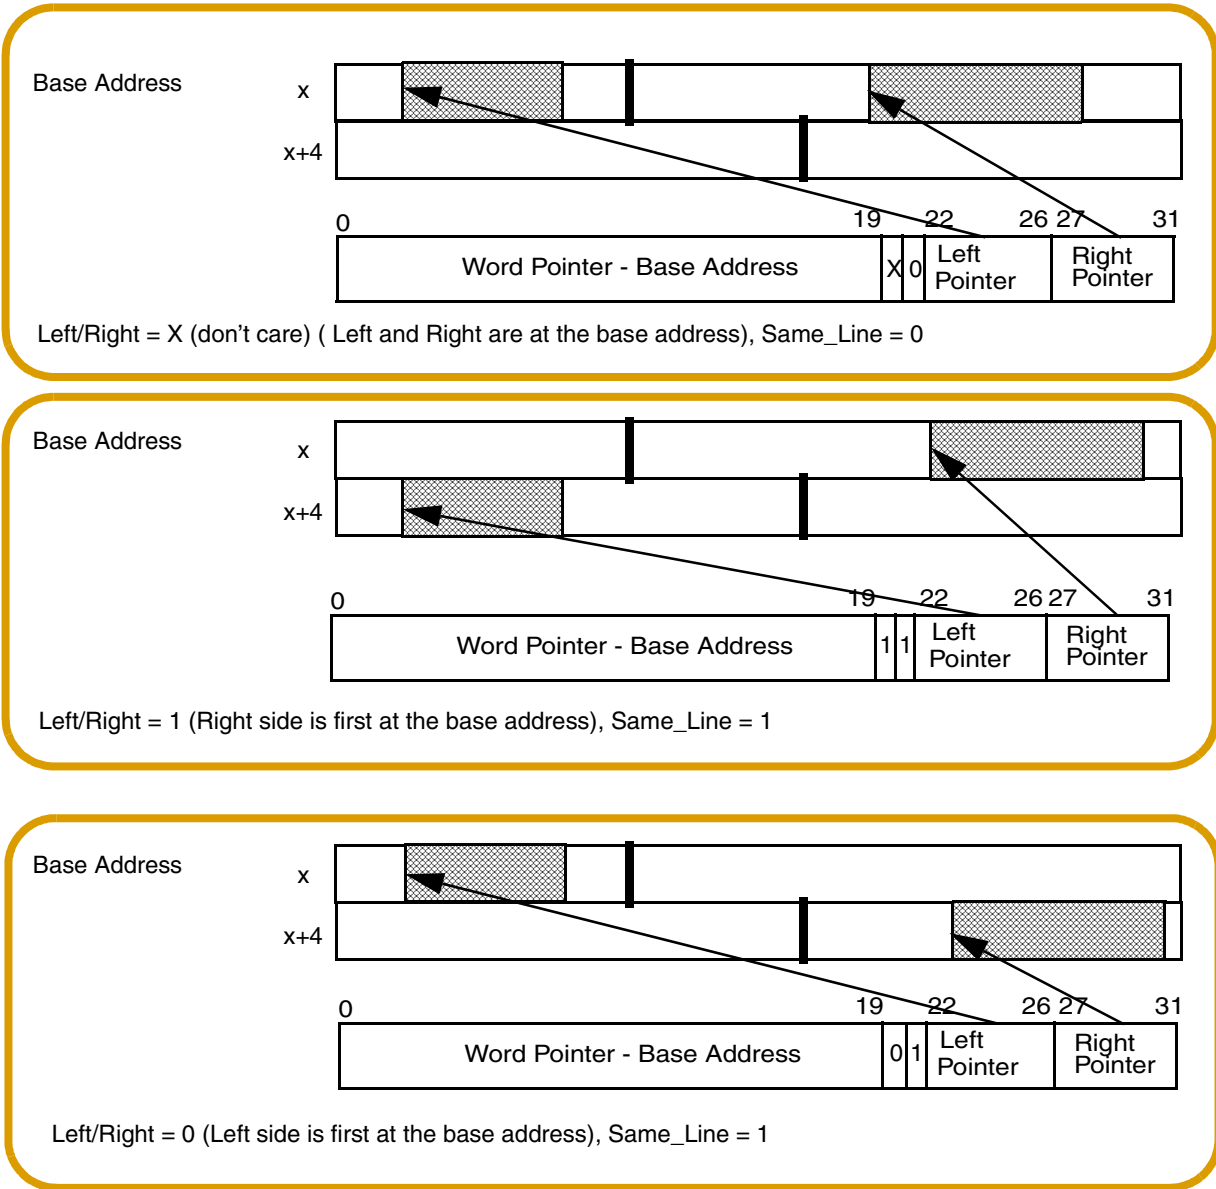 Base Address
x
x+4
0 19 22 26 27 31
Word Pointer - Base Address X 0 Left Pointer Right Pointer
Left/Right = X (don't care) ( Left and Right are at the base address), Same_Line = 0
Base Address
x
x+4
0 19 22 26 27 31
Word Pointer - Base Address 1 1 Left Pointer Right Pointer
Left/Right = 1 (Right side is first at the base address), Same_Line = 1
Base Address
x
x+4
0 19 22 26 27 31
Word Pointer - Base Address 0 1 Left Pointer Right Pointer
Left/Right = 0 (Left side is first at the base address), Same_Line = 1